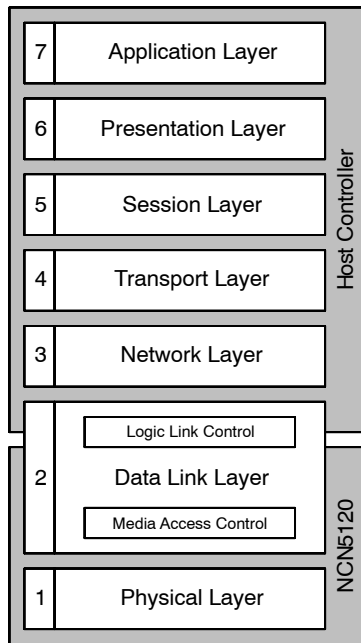 7 Application Layer
6 Presentation Layer
5 Session Layer
4 Transport Layer
3 Network Layer
Host Controller
Logic Link Control
2 Data Link Layer
Media Access Control
1 Physical Layer
NCN5120